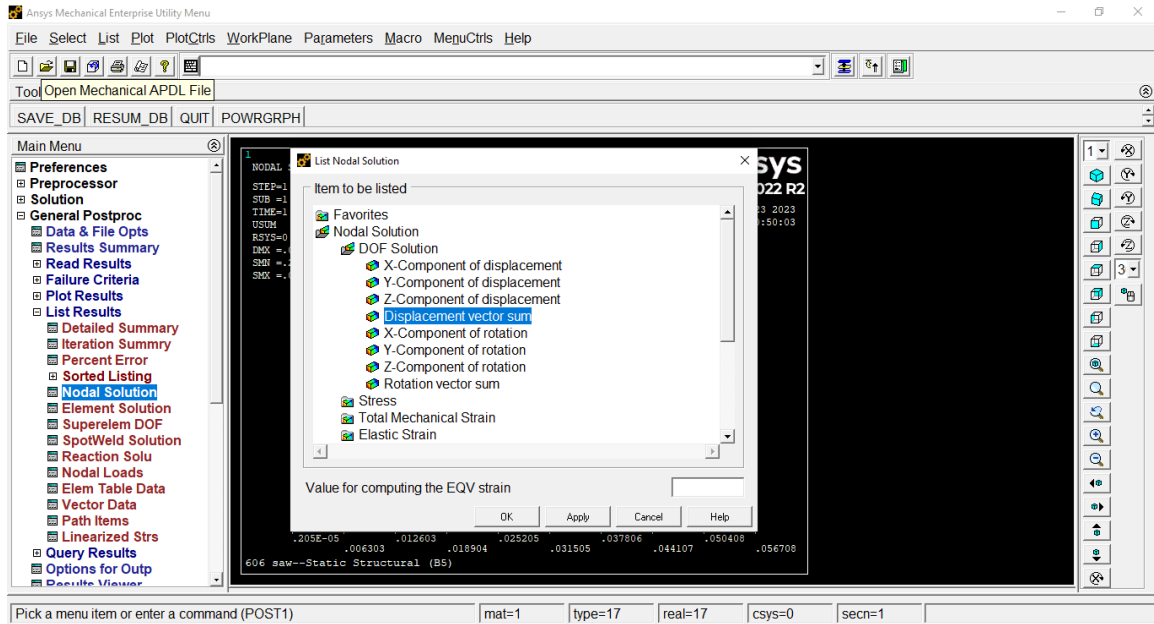 Ansys Mechanical Enterprise Utility Menu
File Select List Plot PlotCtrls WorkPlane Parameters Macro MenuCtrls Help
Tool
Open Mechanical APDL File
SAVE_DB RESUM_DB QUIT POWRGRPH
Main Menu
Preferences
Preprocessor
Solution
General Postproc
Data & File Opts
Results Summary
Read Results
Failure Criteria
Plot Results
List Results
Detailed Summary
Iteration Summry
Percent Error
Sorted Listing
Nodal Solution
Element Solution
Superelem DOF
SpotWeld Solution
Reaction Solu
Nodal Loads
Elem Table Data
Vector Data
Path Items
Linearized Strs
Query Results
Options for Outp
Results Viewer
1
NODAL
STEP=1
SUB =1
TIME=1
USUM
RSYS=0
DMX =.
SMN =.
SMX =.
sys
022 R2
23 2023
:50:03
List Nodal Solution
Item to be listed
Favorites
Nodal Solution
DOF Solution
X-Component of displacement
Y-Component of displacement
Z-Component of displacement
Displacement vector sum
X-Component of rotation
Y-Component of rotation
Z-Component of rotation
Rotation vector sum
Stress
Total Mechanical Strain
Elastic Strain
Value for computing the EQV strain
OK Apply Cancel Help
.205E-05 .012603 .025205 .037806 .050408
.006303 .018904 .031505 .044107 .056708
606 saw--Static Structural (B5)
1
3
Pick a menu item or enter a command (POST1) mat=1 type=17 real=17 csys=0 secn=1